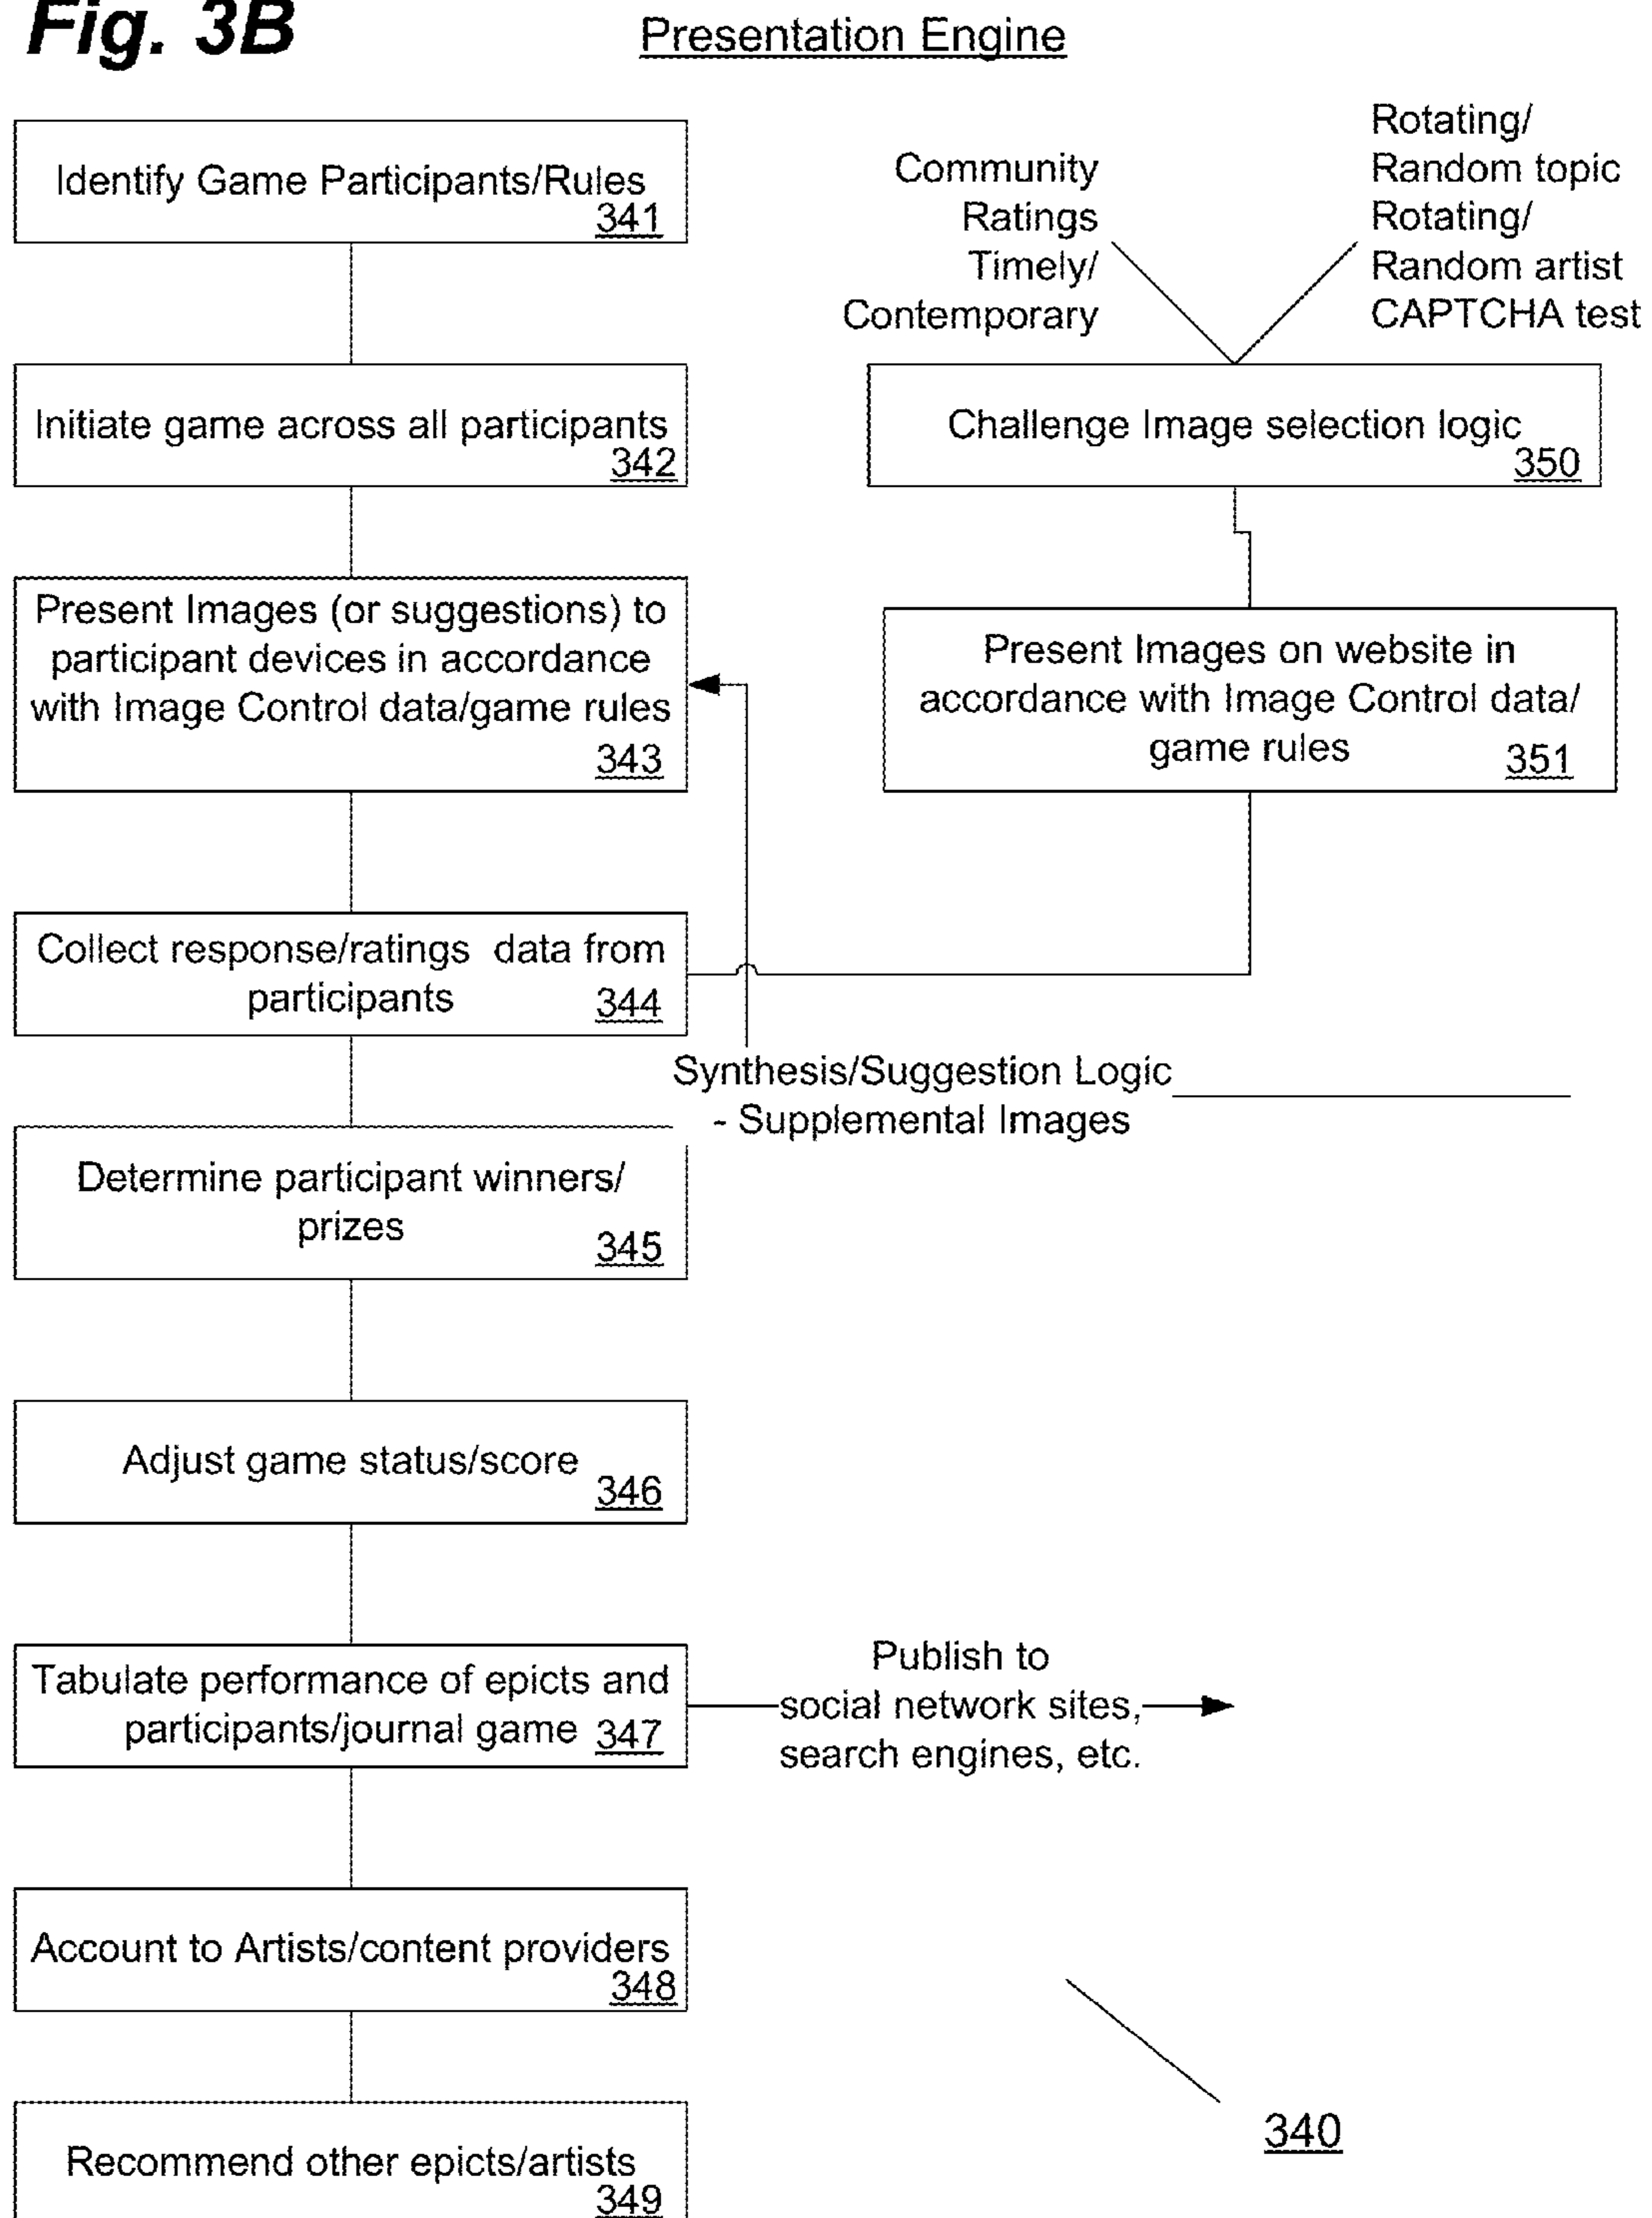 Fig. 3B
Presentation Engine
Identify Game Participants/Rules
341
Community
Ratings
Timely/
Contemporary
Rotating/
Random topic
Rotating/
Random artist
CAPTCHA test
Initiate game across all participants
342
Challenge Image selection logic
350
Present Images (or suggestions) to
participant devices in accordance
with Image Control data/game rules
343
Present Images on website in
accordance with Image Control data/
game rules 351
Collect response/ratings data from
participants 344
Synthesis/Suggestion Logic
- Supplemental Images
Determine participant winners/
prizes
345
Adjust game status/score
346
Tabulate performance of epicts and
participants/journal game 347
Publish to
social network sites,
search engines, etc.
Account to Artists/content providers
348
340
Recommend other epicts/artists
349